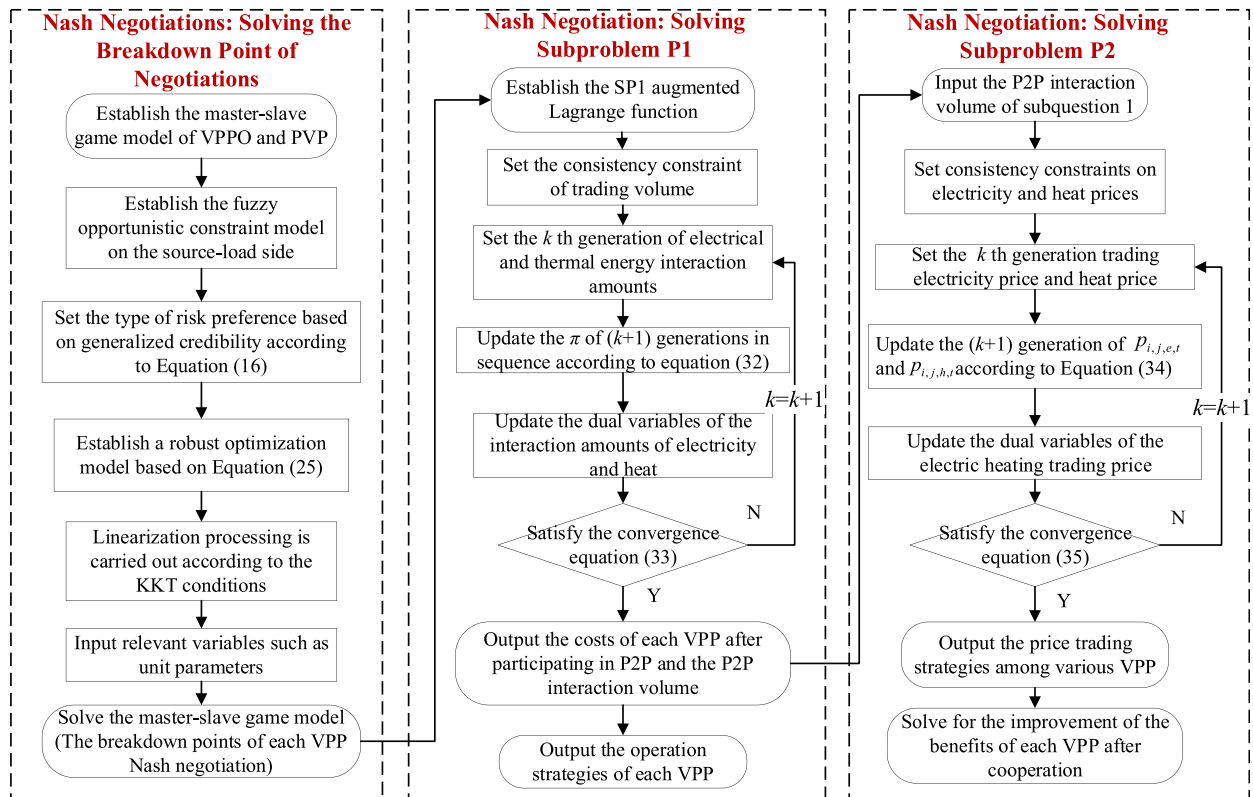 Nash Negotiations: Solving the
Breakdown Point of
Negotiations
Establish the master-slave
game model of VPPO and PVP
Establish the fuzzy
opportunistic constraint model
on the source-load side
Set the type of risk preference based
on generalized credibility according
to Equation (16)
Establish a robust optimization
model based on Equation (25)
Linearization processing is
carried out according to the
KKT conditions
Input relevant variables such as
unit parameters
Solve the master-slave game model
(The breakdown points of each VPP
Nash negotiation)
Nash Negotiation: Solving
Subproblem P1
Establish the SP1 augmented
Lagrange function
Set the consistency constraint
of trading volume
Set the k th generation of electrical
and thermal energy interaction
amounts
Update the π of (k+1) generations in
sequence according to equation (32)
k=k+1
Update the dual variables of the
interaction amounts of electricity
and heat
Satisfy the convergence
equation (33)
N
Y
Output the costs of each VPP after
participating in P2P and the P2P
interaction volume
Output the operation
strategies of each VPP
Nash Negotiation: Solving
Subproblem P2
Input the P2P interaction
volume of subquestion 1
Set consistency constraints on
electricity and heat prices
Set the k th generation trading
electricity price and heat price
Update the (k+1) generation of p_{i,j,e,t}
and p_{i,j,h,t} according to Equation (34)
k=k+1
Update the dual variables of the
electric heating trading price
Satisfy the convergence
equation (35)
N
Y
Output the price trading
strategies among various VPP
Solve for the improvement of the
benefits of each VPP after
cooperation